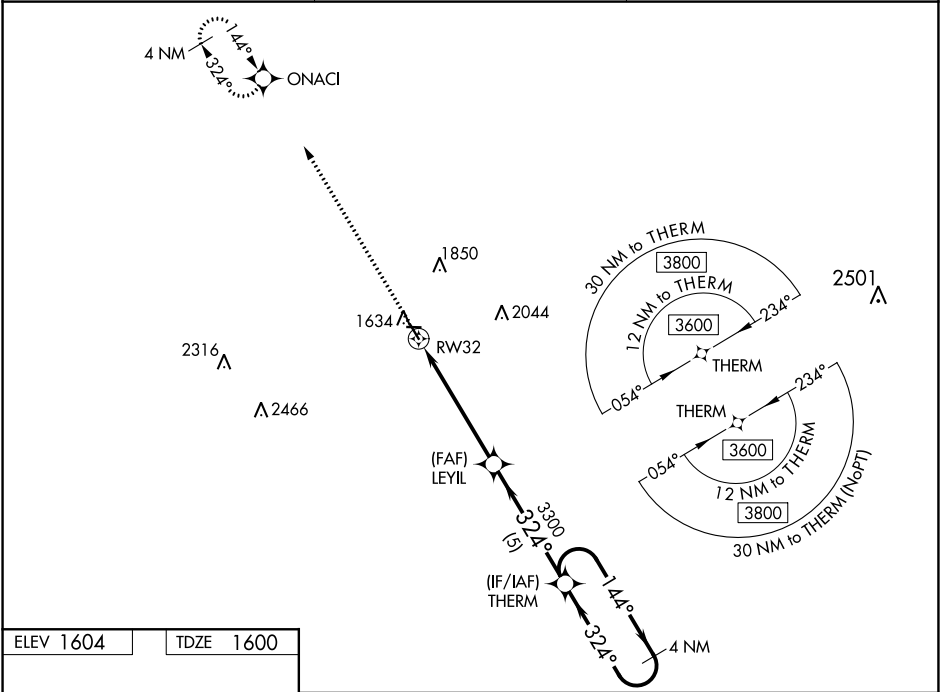 4 NM
144°
324°
ONACI
1850
30 NM to THERM
3800
2501
12 NM to THERM
234°
1634
2044
3600
RW32
2316
THERM
054°
234°
2466
THERM
(FAF)
LEYIL
054°
3600
12 NM to THERM
3800
30 NM to THERM (NoPT)
3300
324°
(5)
(IF/IAF)
THERM
144°
324°
4 NM
ELEV 1604
TDZE 1600